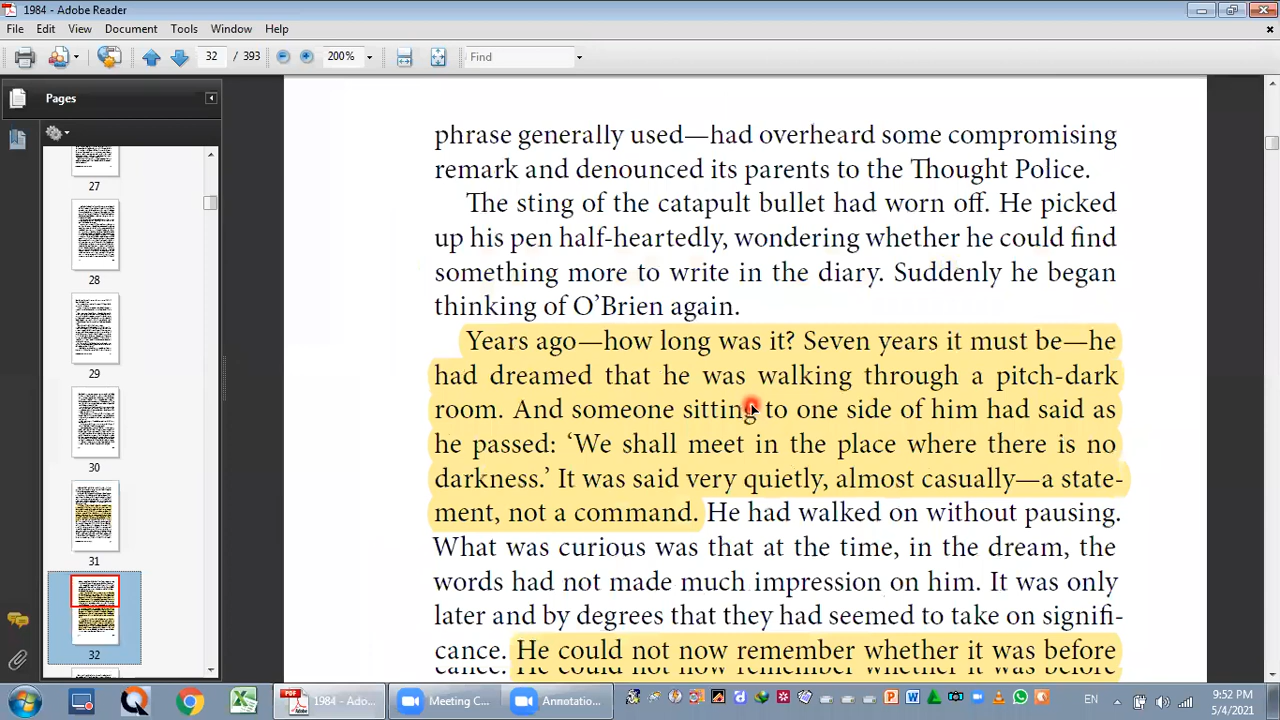 1984 - Adobe Reader
File Edit View Document Tools Window Help
32 / 393 200% Find
Pages
27
28
29
30
31
32
phrase generally used—had overheard some compromising
remark and denounced its parents to the Thought Police.
The sting of the catapult bullet had worn off. He picked
up his pen half-heartedly, wondering whether he could find
something more to write in the diary. Suddenly he began
thinking of O’Brien again.
Years ago—how long was it? Seven years it must be—he
had dreamed that he was walking through a pitch-dark
room. And someone sitting to one side of him had said as
he passed: ‘We shall meet in the place where there is no
darkness.’ It was said very quietly, almost casually—a state-
ment, not a command. He had walked on without pausing.
What was curious was that at the time, in the dream, the
words had not made much impression on him. It was only
later and by degrees that they had seemed to take on signifi-
cance. He could not now remember whether it was before
cance. He could not now remember whether it was before
1984 - Ado... Meeting C... Annotatio... EN 9:52 PM
5/4/2021